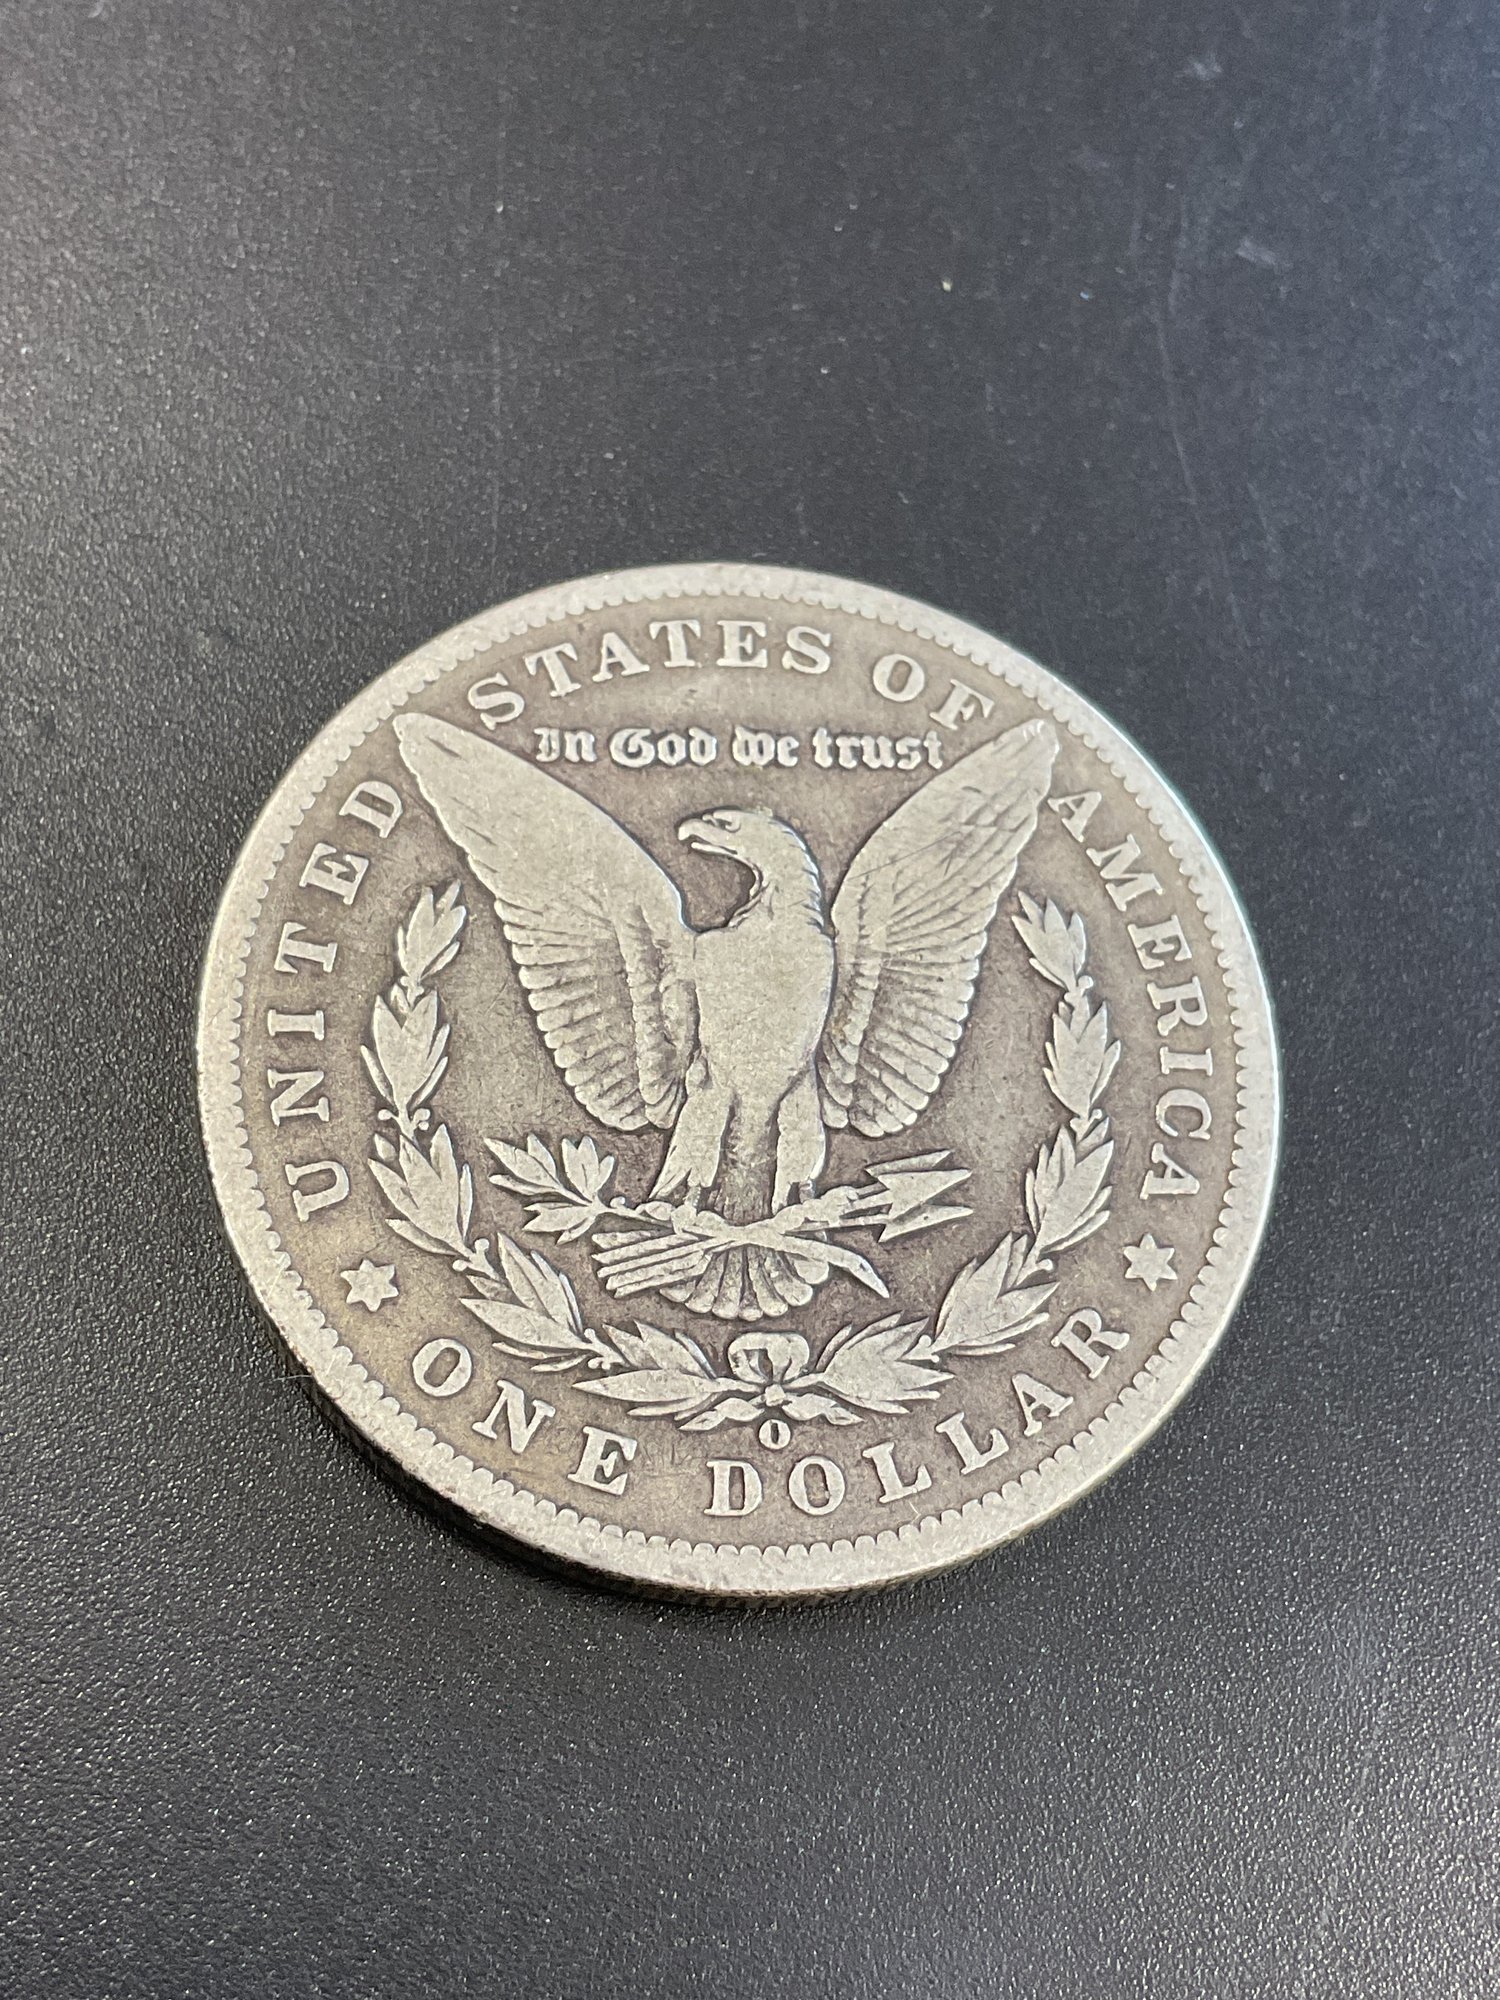 UNITED STATES OF AMERICA
In God we trust
O
ONE DOLLAR